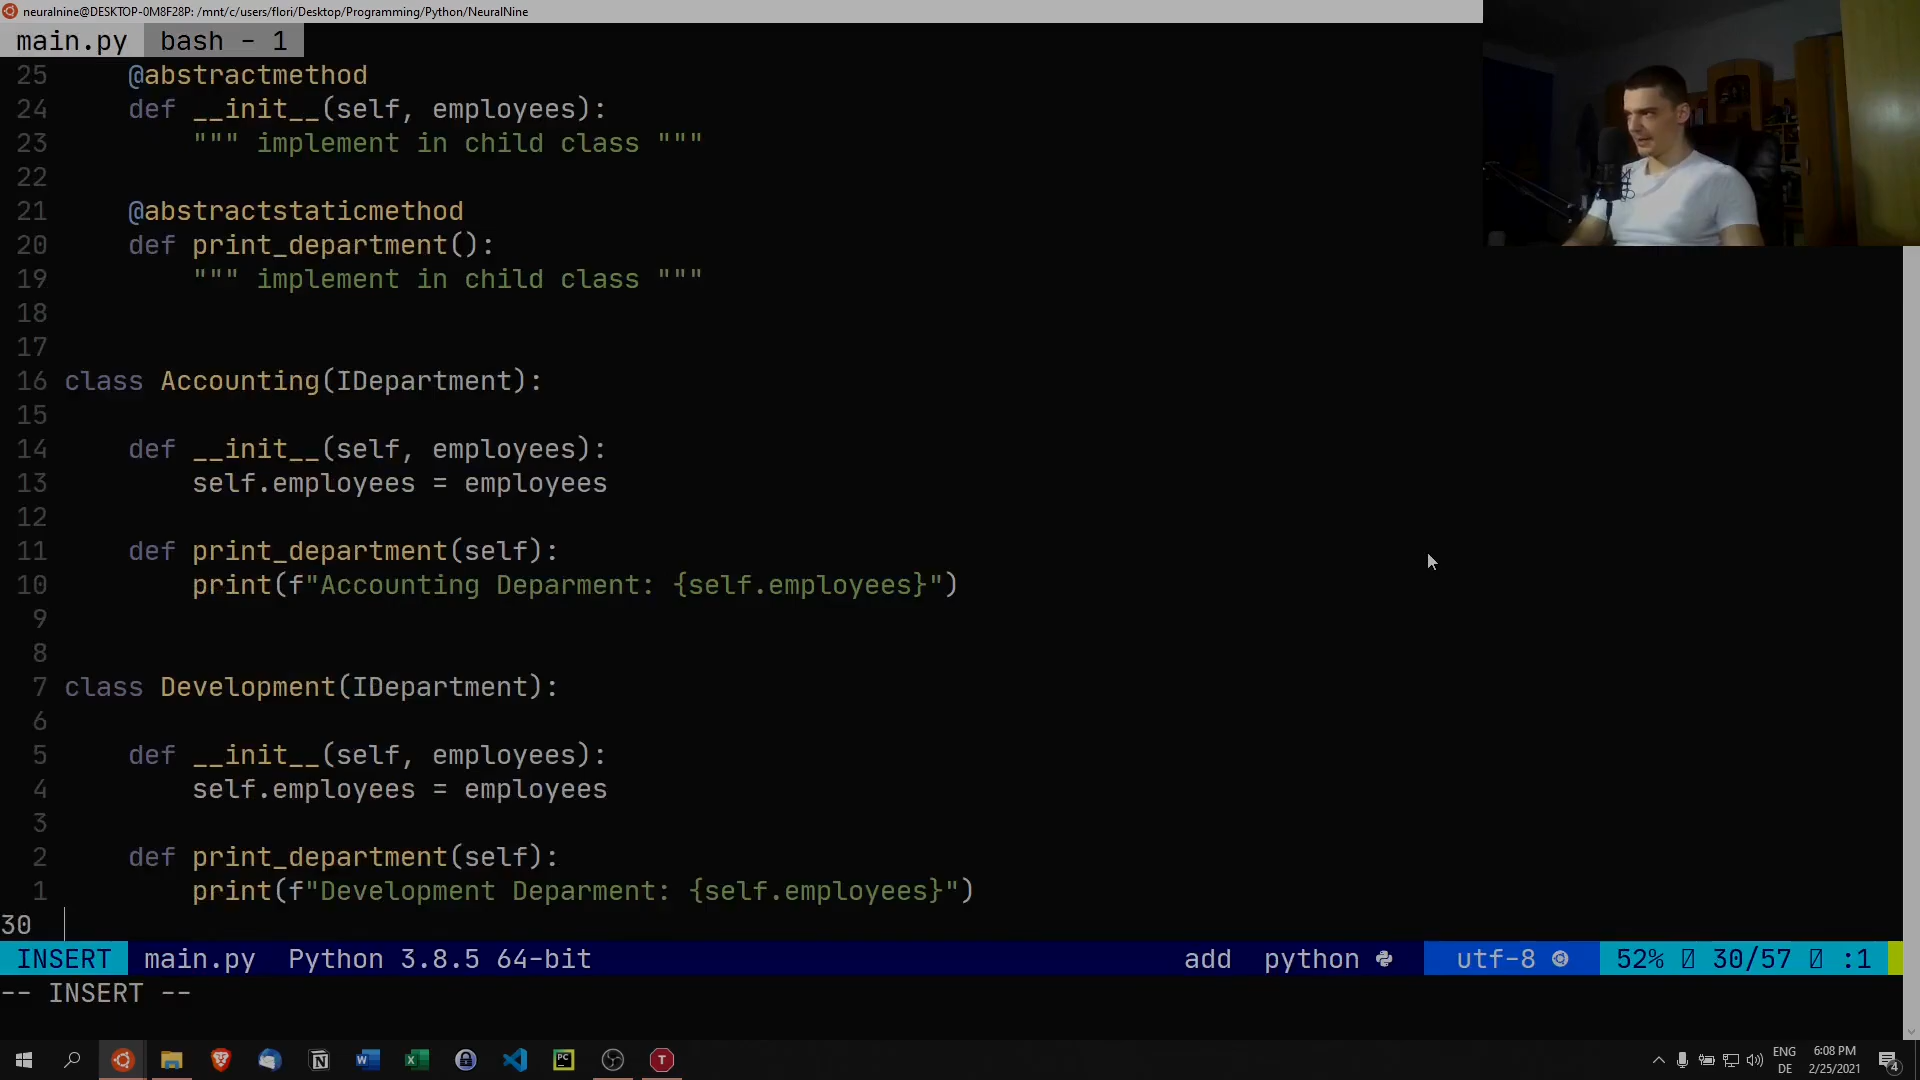 neuralnine@DESKTOP-0M8F28P: /mnt/c/users/flori/Desktop/Programming/Python/NeuralNine
main.py bash - 1
25 @abstractmethod
24 def __init__(self, employees):
23 """ implement in child class """
22
21 @abstractstaticmethod
20 def print_department():
19 """ implement in child class """
18
17
16 class Accounting(IDepartment):
15
14 def __init__(self, employees):
13 self.employees = employees
12
11 def print_department(self):
10 print(f"Accounting Deparment: {self.employees}")
9
8
7 class Development(IDepartment):
6
5 def __init__(self, employees):
4 self.employees = employees
3
2 def print_department(self):
1 print(f"Development Deparment: {self.employees}")
30
INSERT main.py Python 3.8.5 64-bit add python utf-8 52% 30/57 :1
-- INSERT --
ENG 6:08 PM
DE 2/25/2021 4